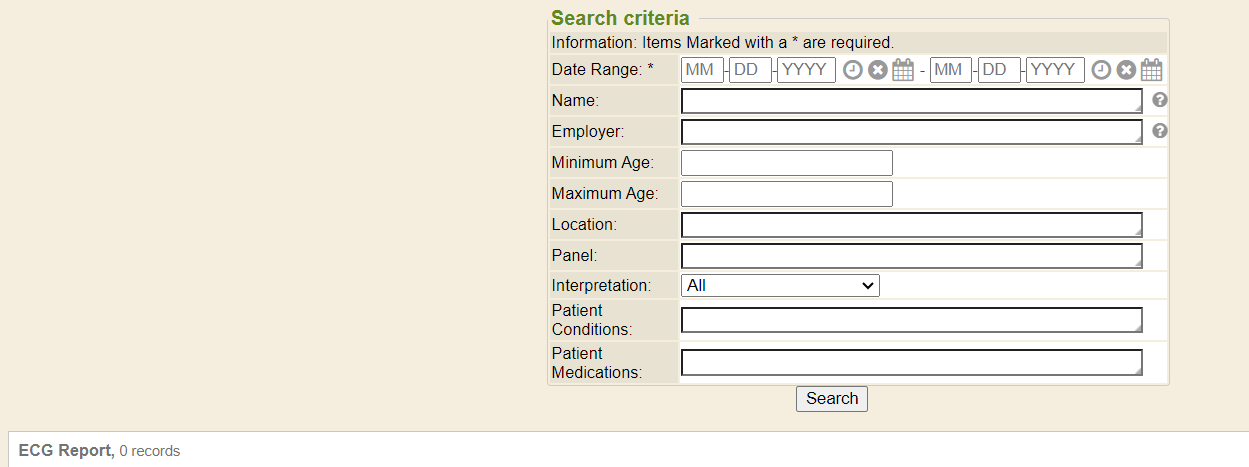 Search criteria
Information: Items Marked with a * are required.
Date Range: * MM - DD - YYYY - MM - DD - YYYY
Name:
Employer:
Minimum Age:
Maximum Age:
Location:
Panel:
Interpretation: All
Patient
Conditions:
Patient
Medications:
Search
ECG Report, 0 records